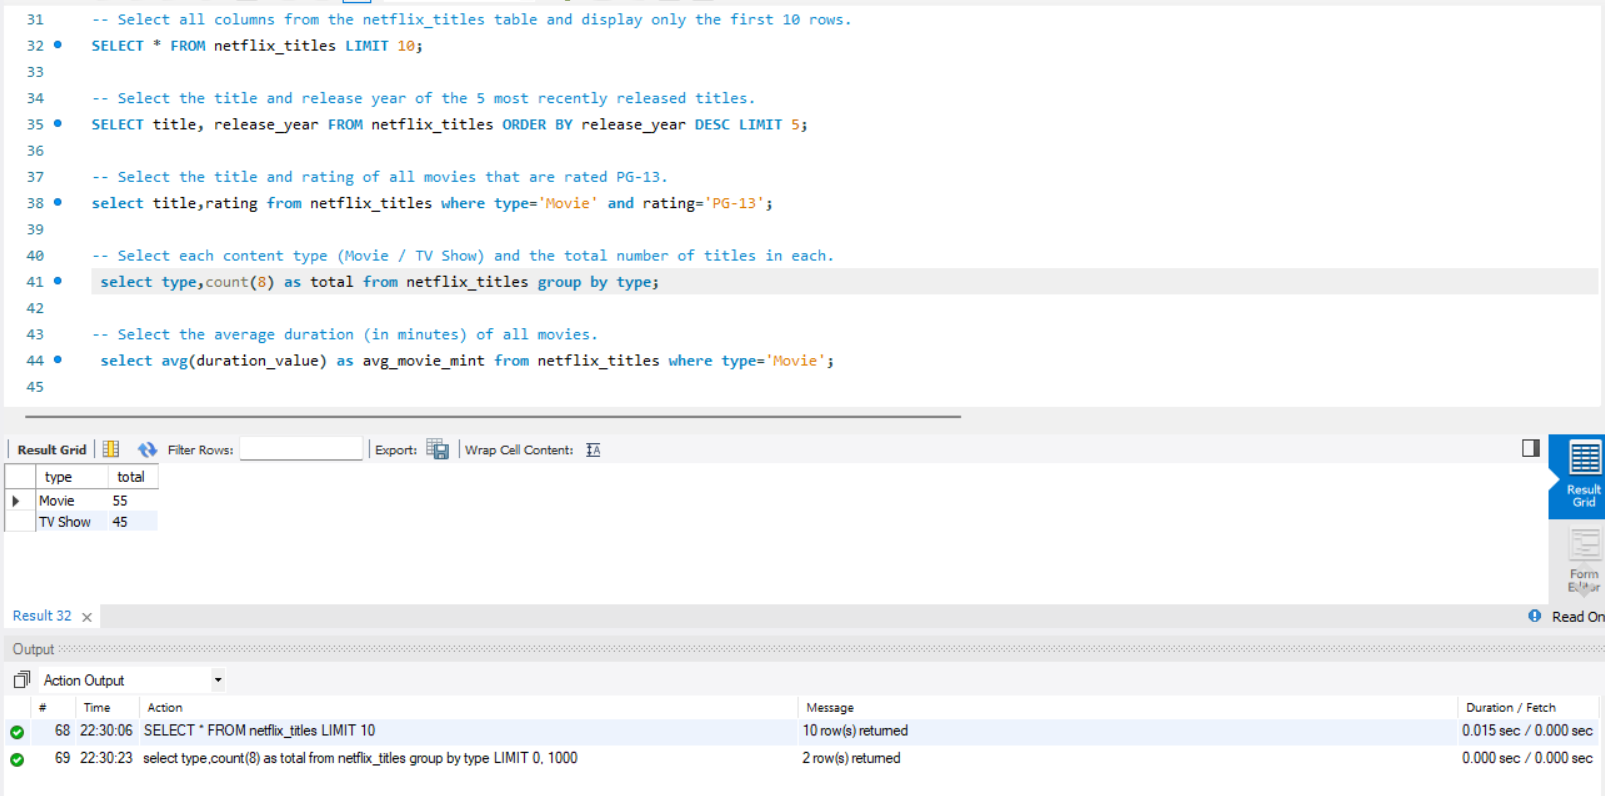 31 -- Select all columns from the netflix_titles table and display only the first 10 rows.
32 SELECT * FROM netflix_titles LIMIT 10;
33
34 -- Select the title and release year of the 5 most recently released titles.
35 SELECT title, release_year FROM netflix_titles ORDER BY release_year DESC LIMIT 5;
36
37 -- Select the title and rating of all movies that are rated PG-13.
38 select title,rating from netflix_titles where type='Movie' and rating='PG-13';
39
40 -- Select each content type (Movie / TV Show) and the total number of titles in each.
41 select type,count(8) as total from netflix_titles group by type;
42
43 -- Select the average duration (in minutes) of all movies.
44 select avg(duration_value) as avg_movie_mint from netflix_titles where type='Movie';
45
Result Grid Filter Rows: Export: Wrap Cell Content:
type total
Movie 55
TV Show 45
Result Grid
Form Editor
Result 32
Read On
Output
Action Output
# Time Action Message Duration / Fetch
68 22:30:06 SELECT * FROM netflix_titles LIMIT 10 10 row(s) returned 0.015 sec / 0.000 sec
69 22:30:23 select type,count(8) as total from netflix_titles group by type LIMIT 0, 1000 2 row(s) returned 0.000 sec / 0.000 sec